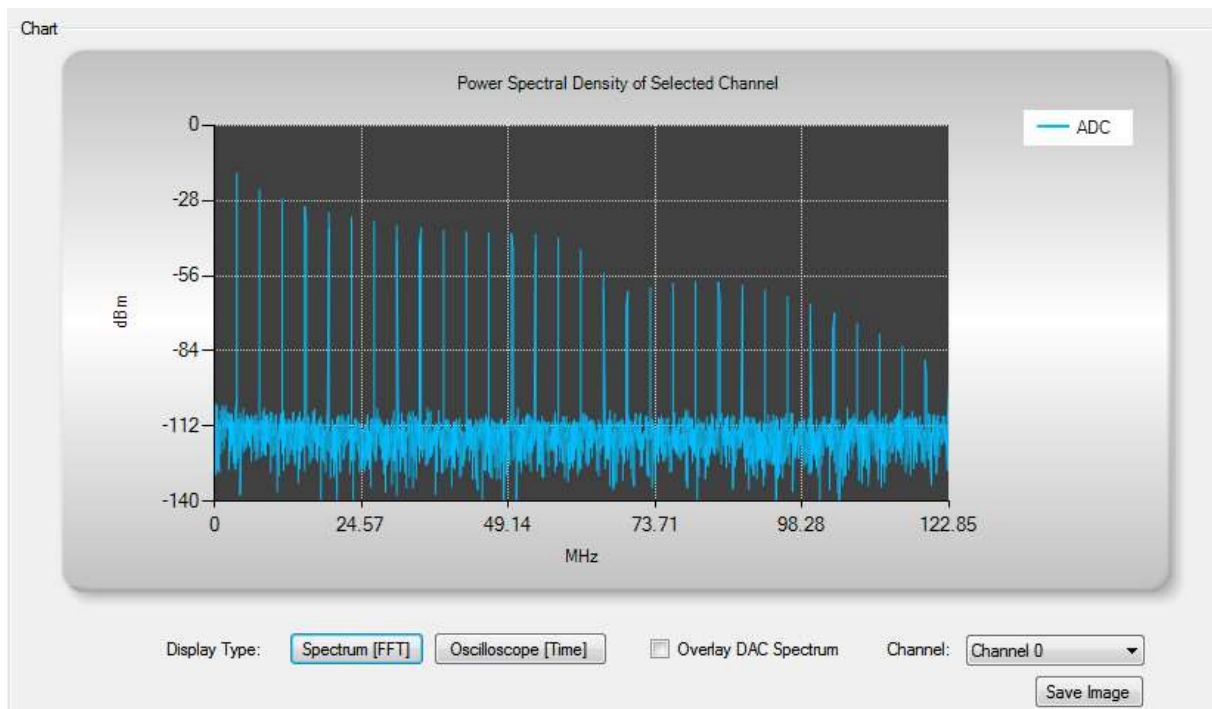 Chart
Power Spectral Density of Selected Channel
ADC
0
-28
-56
-84
-112
-140
dBm
0 24.57 49.14 73.71 98.28 122.85
MHz
Display Type: Spectrum [FFT] Oscilloscope [Time] Overlay DAC Spectrum Channel: Channel 0
Save Image